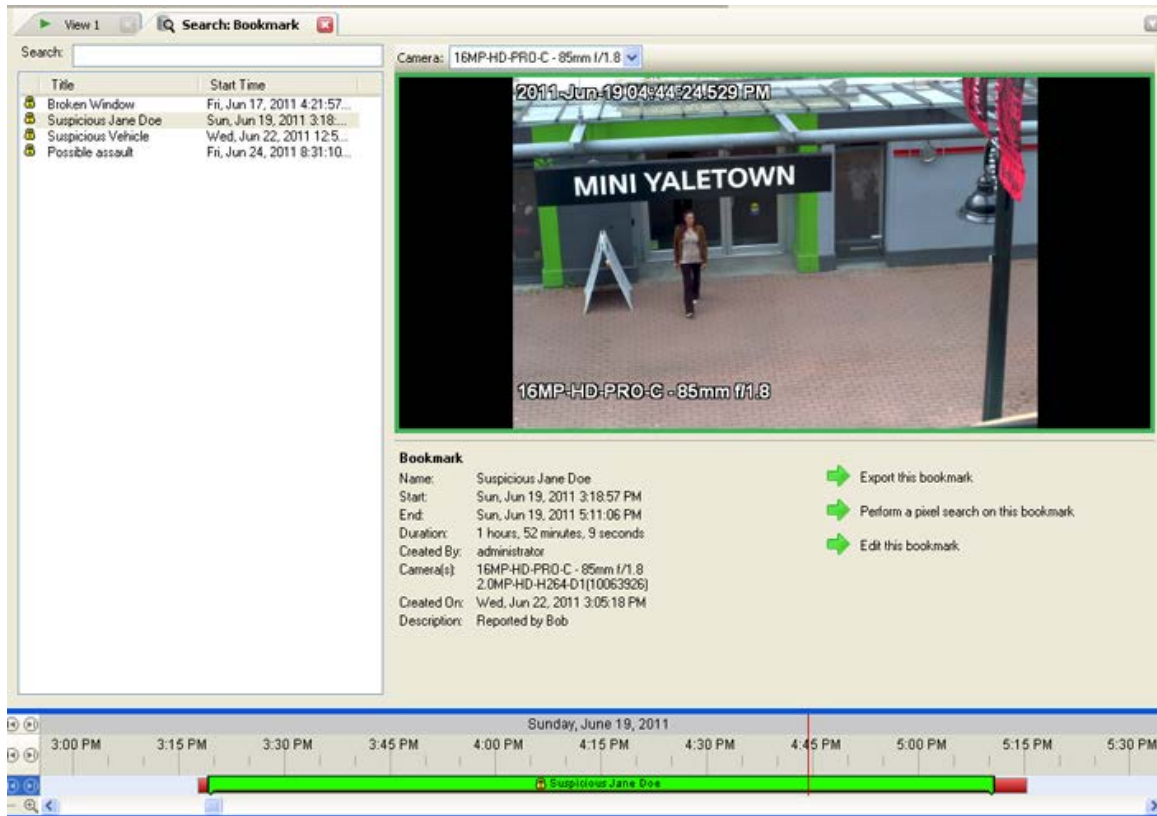 View 1
Search: Bookmark
Search:
Camera: 16MP-HD-PRO-C - 85mm f/1.8
Title Start Time
Broken Window Fri, Jun 17, 2011 4:21:57...
Suspicious Jane Doe Sun, Jun 19, 2011 3:18:...
Suspicious Vehicle Wed, Jun 22, 2011 12:5...
Possible assault Fri, Jun 24, 2011 8:31:10...
2011-Jun-19 04:44:24.529 PM
MINI YALETOWN
16MP-HD-PRO-C - 85mm f/1.8
Bookmark
Name: Suspicious Jane Doe
Start: Sun, Jun 19, 2011 3:18:57 PM
End: Sun, Jun 19, 2011 5:11:06 PM
Duration: 1 hours, 52 minutes, 9 seconds
Created By: administrator
Camera(s): 16MP-HD-PRO-C - 85mm f/1.8
2.0MP-HD-H264-D1(10063926)
Created On: Wed, Jun 22, 2011 3:05:18 PM
Description: Reported by Bob
Export this bookmark
Perform a pixel search on this bookmark
Edit this bookmark
Sunday, June 19, 2011
3:00 PM 3:15 PM 3:30 PM 3:45 PM 4:00 PM 4:15 PM 4:30 PM 4:45 PM 5:00 PM 5:15 PM 5:30 PM
Suspicious Jane Doe